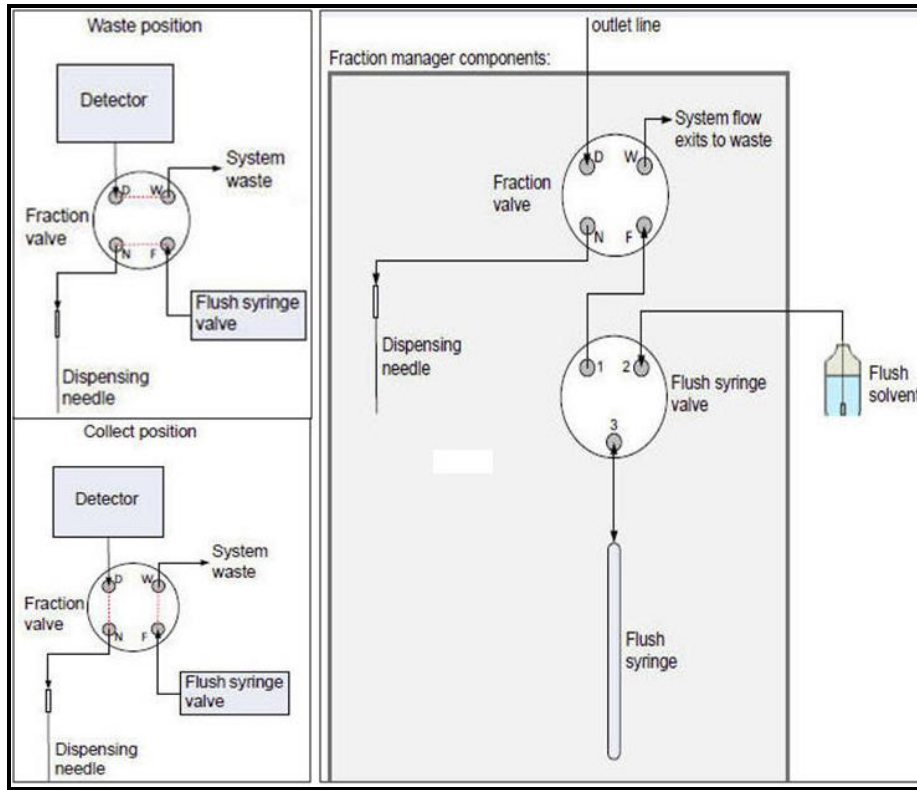 Waste position
Detector
System
waste
D W
Fraction
valve
N F
Flush syringe
valve
Dispensing
needle
Collect position
Detector
System
waste
D W
Fraction
valve
N F
Flush syringe
valve
Dispensing
needle
outlet line
Fraction manager components:
System flow
exits to waste
D W
Fraction
valve
N F
Dispensing
needle
1 2
Flush syringe
valve
3
Flush
solvent
Flush
syringe